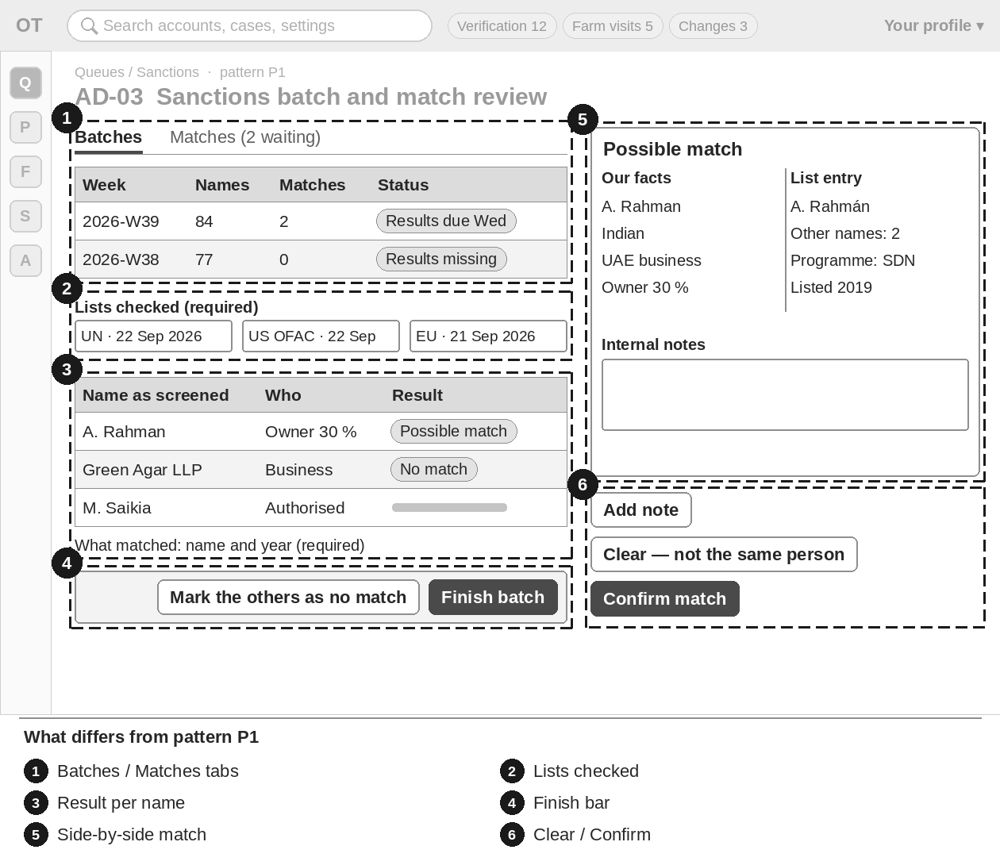 OT
Search accounts, cases, settings
Verification 12
Farm visits 5
Changes 3
Your profile ▾
Q
P
F
S
A
Queues / Sanctions · pattern P1
AD-03 Sanctions batch and match review
1
Batches
Matches (2 waiting)
Week Names Matches Status
2026-W39 84 2 Results due Wed
2026-W38 77 0 Results missing
2
Lists checked (required)
UN · 22 Sep 2026
US OFAC · 22 Sep
EU · 21 Sep 2026
3
Name as screened Who Result
A. Rahman Owner 30 % Possible match
Green Agar LLP Business No match
M. Saikia Authorised
What matched: name and year (required)
4
Mark the others as no match
Finish batch
5
Possible match
Our facts List entry
A. Rahman A. Rahmán
Indian Other names: 2
UAE business Programme: SDN
Owner 30 % Listed 2019
Internal notes
6
Add note
Clear — not the same person
Confirm match
What differs from pattern P1
1 Batches / Matches tabs
2 Lists checked
3 Result per name
4 Finish bar
5 Side-by-side match
6 Clear / Confirm